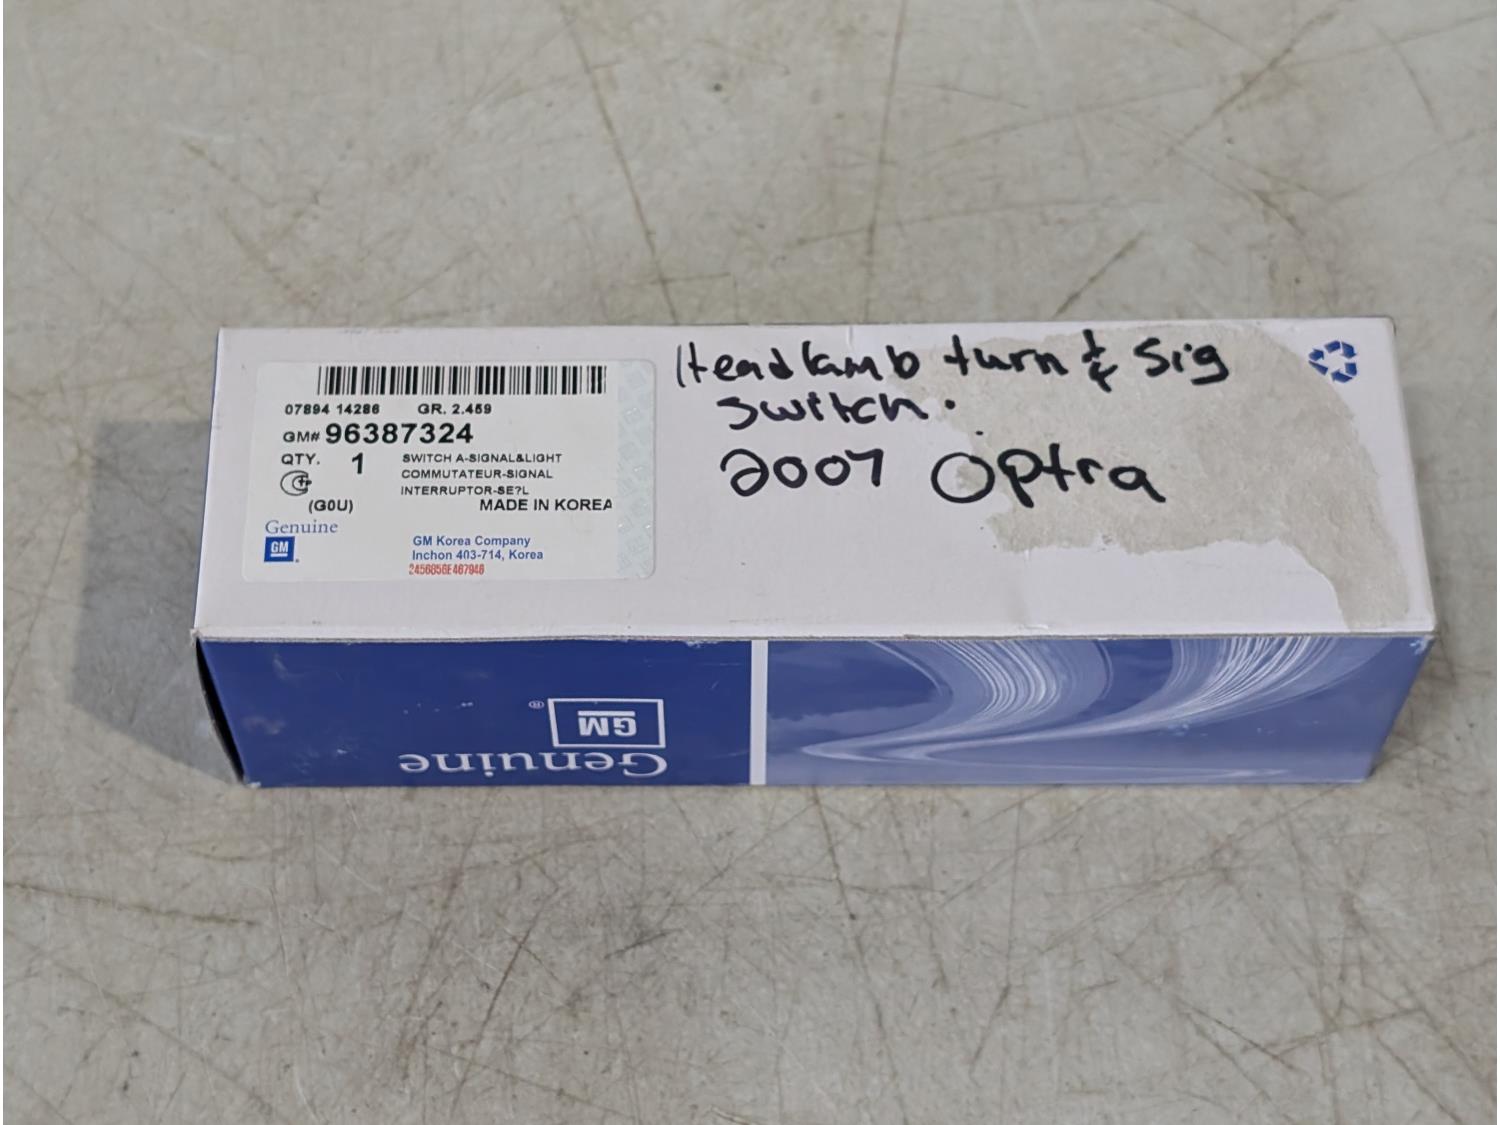 07894 14286 GR. 2.459
GM# 96387324
QTY. 1 SWITCH A-SIGNAL&LIGHT
COMMUTATEUR-SIGNAL
INTERRUPTOR-SE?L
(G0U) MADE IN KOREA
Genuine
GM
GM Korea Company
Inchon 403-714, Korea
2456856E467946
Headlamb turn & Sig
switch.
2007 Optra
GM ®
Genuine